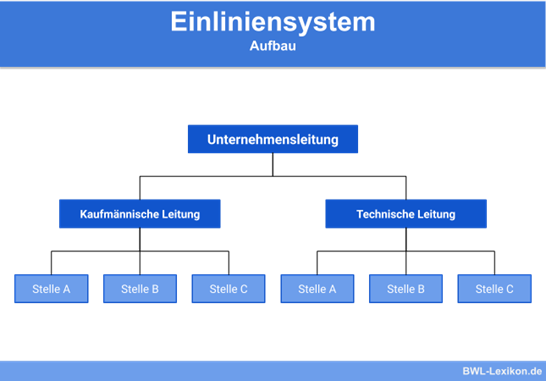 Einliniensystem
Aufbau
Unternehmensleitung
Kaufmännische Leitung
Technische Leitung
Stelle A
Stelle B
Stelle C
Stelle A
Stelle B
Stelle C
BWL-Lexikon.de